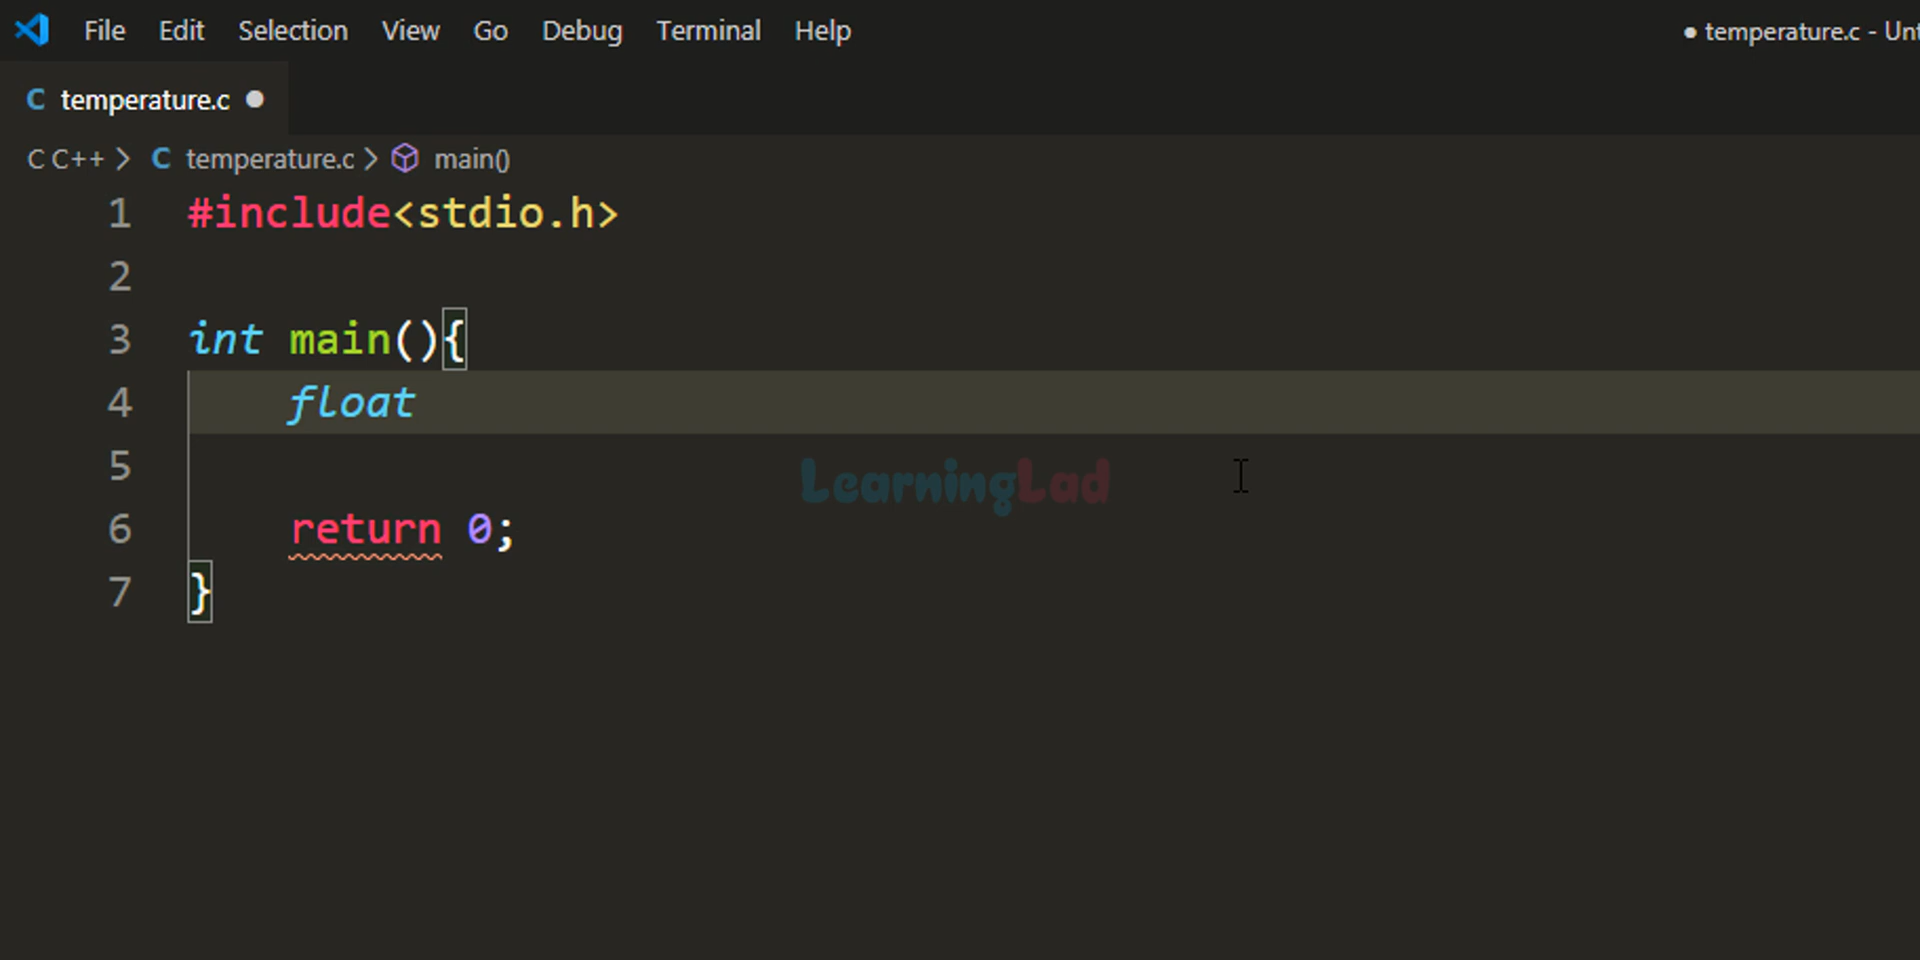 File Edit Selection View Go Debug Terminal Help ● temperature.c - Unt
C temperature.c ●
C C++ > C temperature.c > main()
1 #include<stdio.h>
2
3 int main(){
4 float
5
LearningLad
6 return 0;
7 }